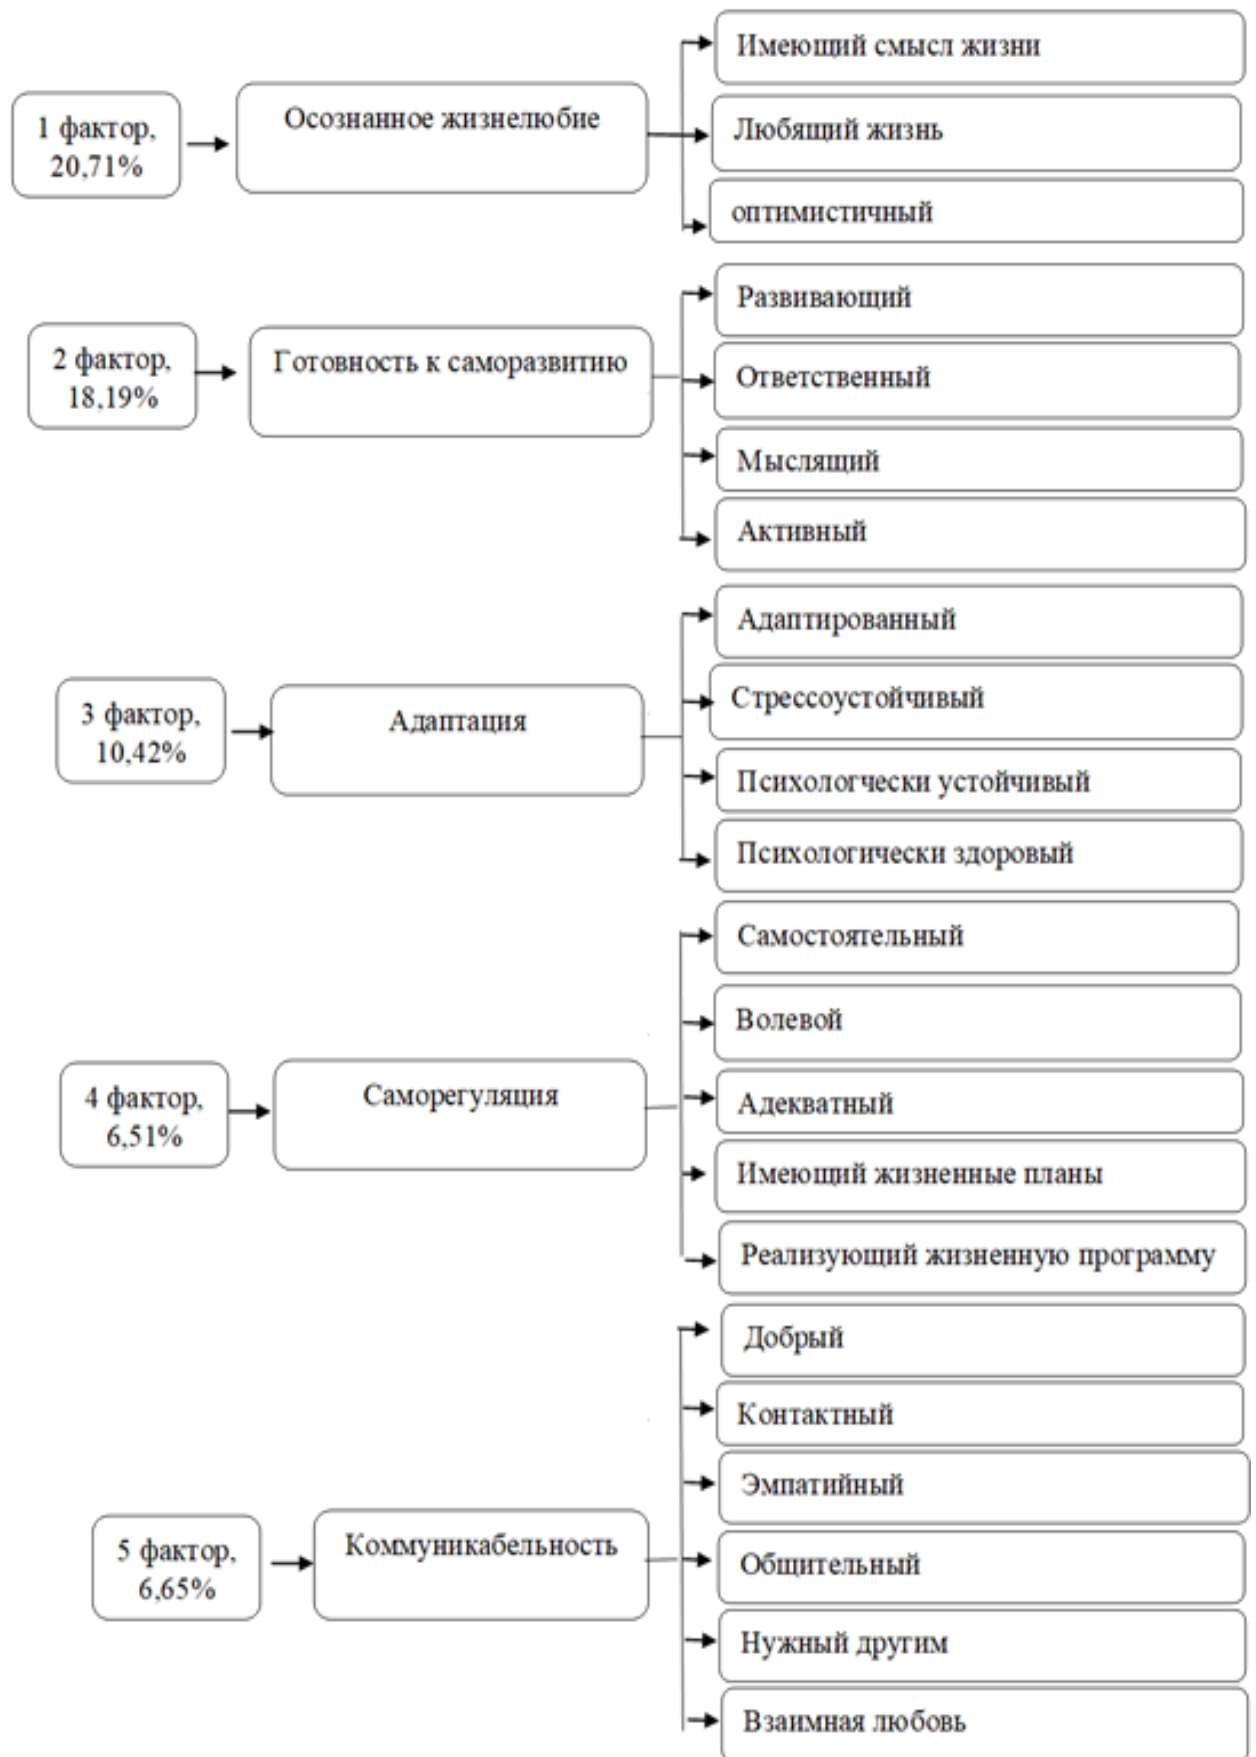 1 фактор,
20,71%
Осознанное жизнелюбие
Имеющий смысл жизни
Любящий жизнь
оптимистичный
2 фактор,
18,19%
Готовность к саморазвитию
Развивающий
Ответственный
Мыслящий
Активный
3 фактор,
10,42%
Адаптация
Адаптированный
Стрессоустойчивый
Психологчески устойчивый
Психологически здоровый
4 фактор,
6,51%
Саморегуляция
Самостоятельный
Волевой
Адекватный
Имеющий жизненные планы
Реализующий жизненную программу
5 фактор,
6,65%
Коммуникабельность
Добрый
Контактный
Эмпатийный
Общительный
Нужный другим
Взаимная любовь